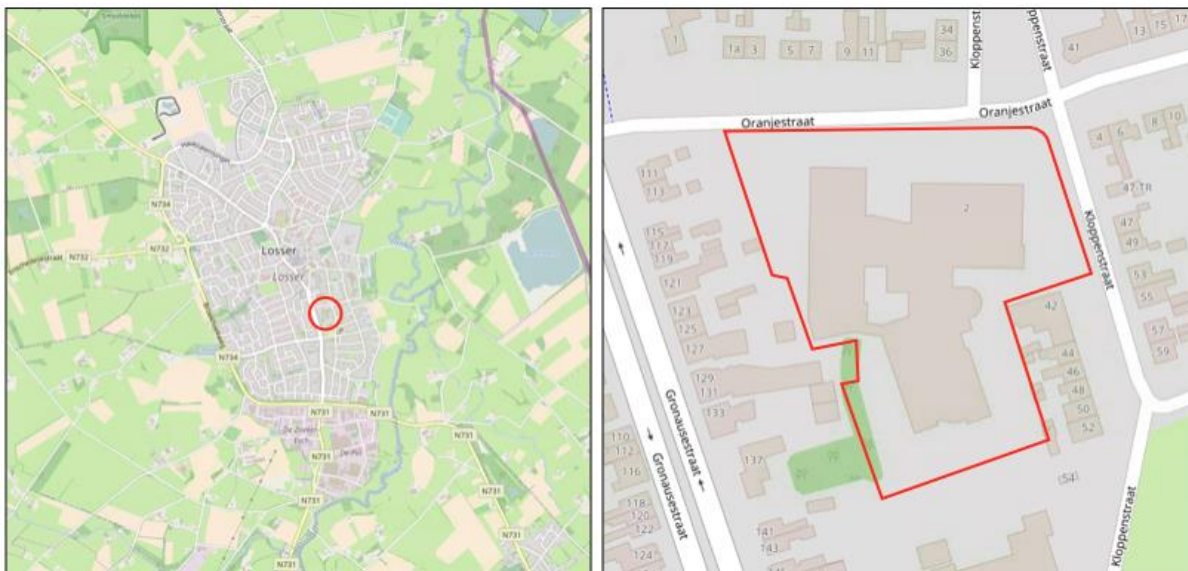 N734
N732
N732
Losser
Losser
N734
N731
N731
N731
De Zoeker
Esch
De Pol
N731
N731
N731
N731
1
1a
3
5
7
9
11
34
36
Kloppenstraat
Kloppenstraat
41
13
15
17
Oranjestraat
Oranjestraat
4
6
8
10
111
113
2
47 TR
47
49
115
117
119
121
53
55
123
125
127
42
57
59
Kloppenstraat
129
131
133
44
46
48
50
52
Gronausestraat
Gronausestraat
110
112
116
137
54
118
120
122
124
141
143
Kloppenstraat